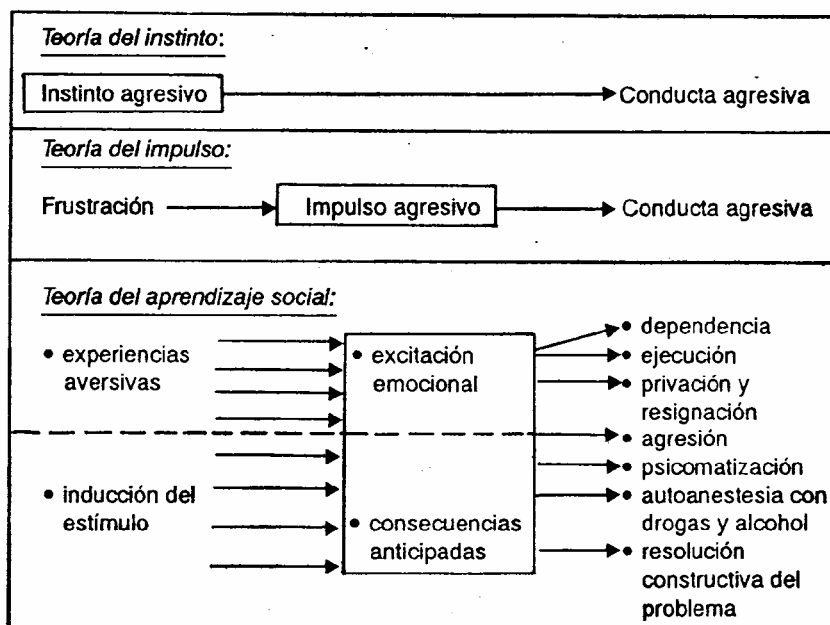 Teoría del instinto:
Instinto agresivo
Conducta agresiva
Teoría del impulso:
Frustración
Impulso agresivo
Conducta agresiva
Teoría del aprendizaje social:
• experiencias
aversivas
• inducción del
estímulo
• excitación
emocional
• consecuencias
anticipadas
• dependencia
• ejecución
• privación y
resignación
• agresión
• psicomatización
• autoanestesia con
drogas y alcohol
• resolución
constructiva del
problema